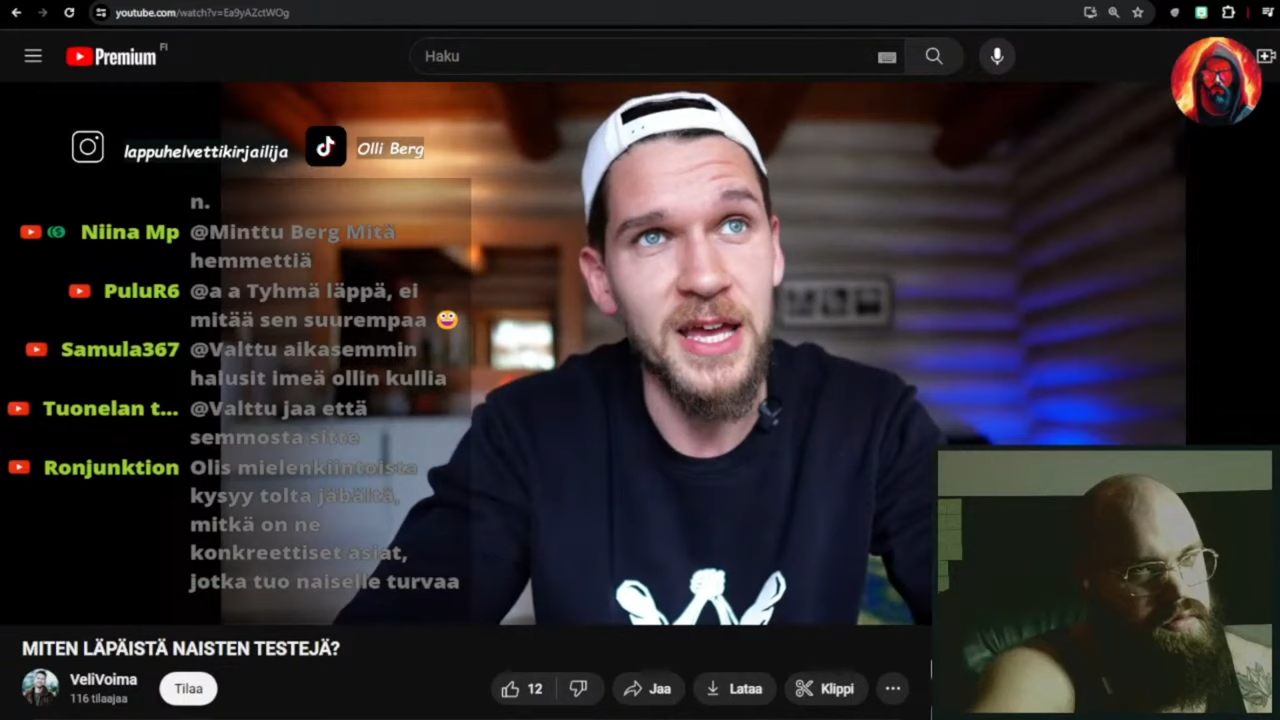 youtube.com/watch?v=Ea9yAZctWOg
Premium FI
Haku
lappuhelvettikirjailija
Olli Berg
n.
Niina Mp @Minttu Berg Mitä
hemmettiä
PuluR6 @a a Tyhmä läppä, ei
mitää sen suurempaa
Samula367 @Valttu aikasemmin
halusit imeä ollin kullia
Tuonelan t... @Valttu jaa että
semmosta sitte
Ronjunktion Olis mielenkiintoista
kysyy tolta jäbältä,
mitkä on ne
konkreettiset asiat,
jotka tuo naiselle turvaa
MITEN LÄPÄISTÄ NAISTEN TESTEJÄ?
VeliVoima
116 tilaajaa
Tilaa
12
Jaa
Lataa
Klippi